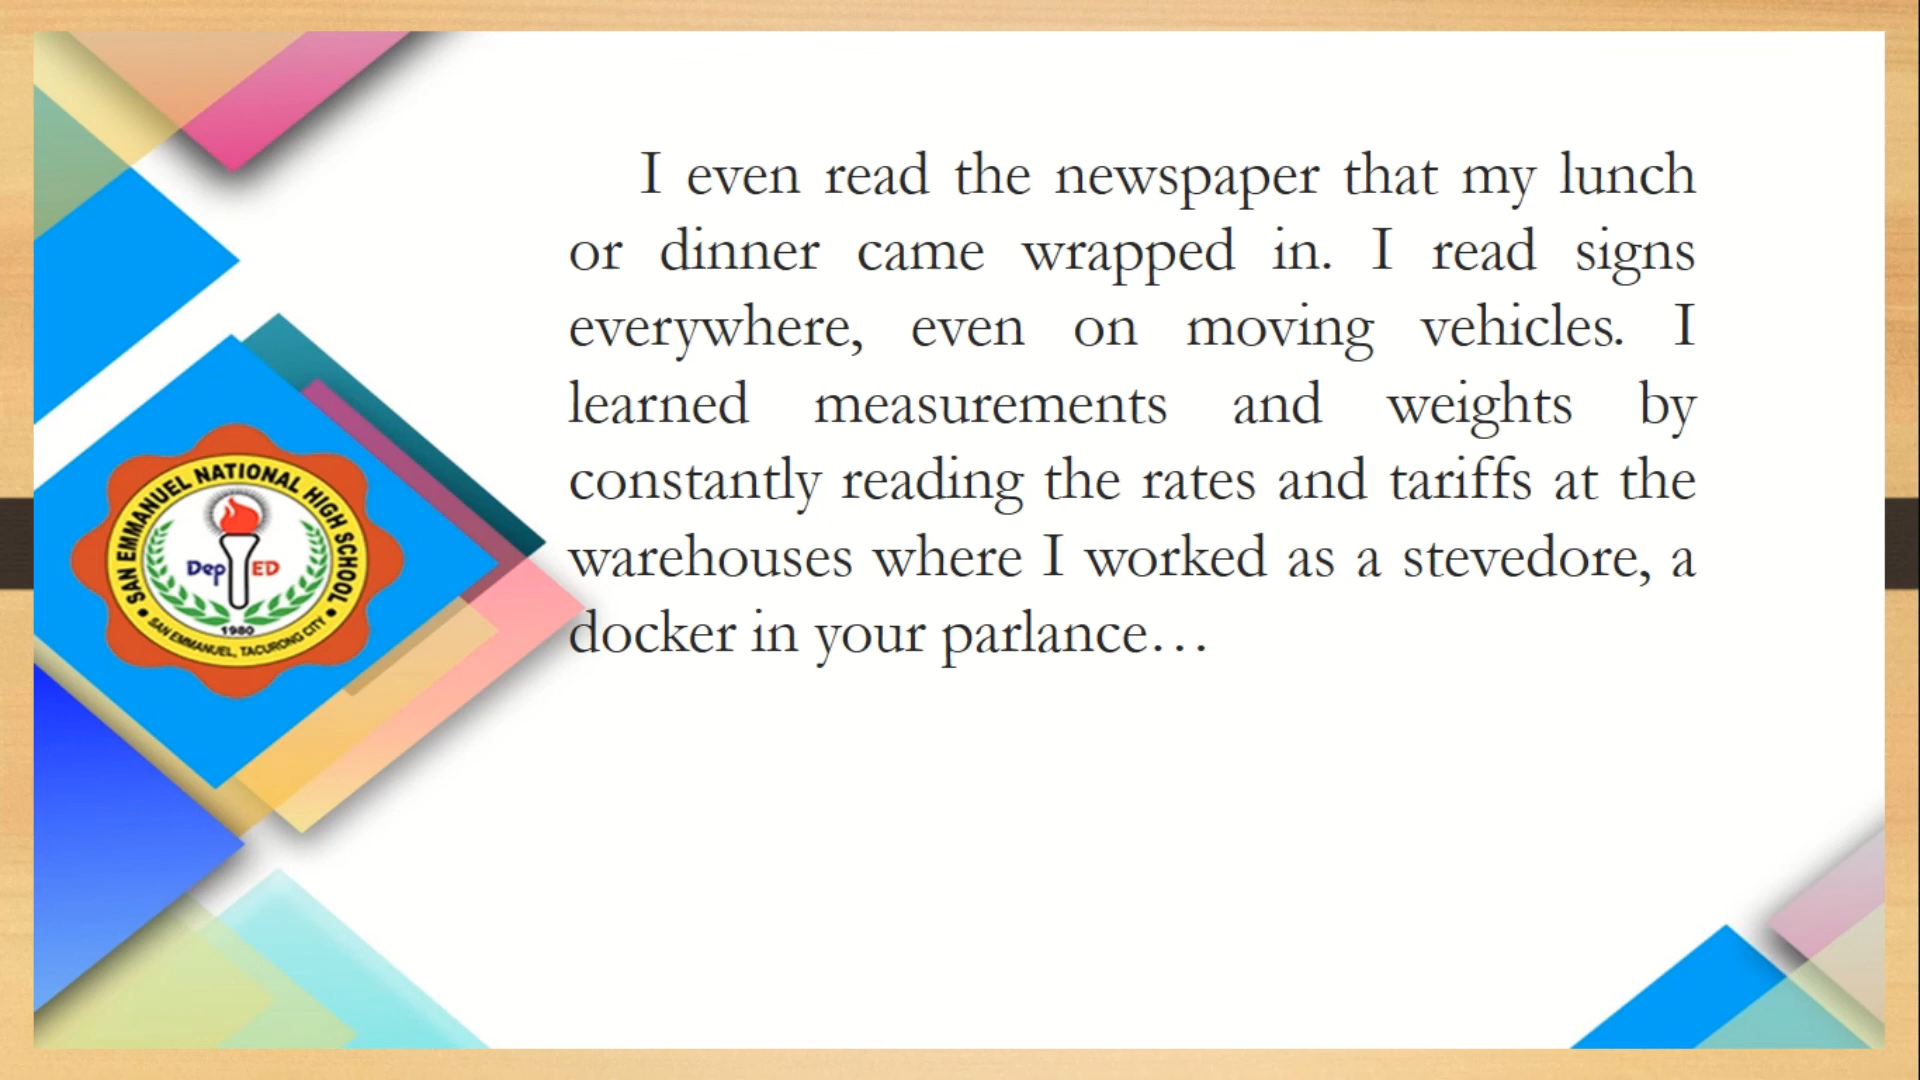 I even read the newspaper that my lunch
or dinner came wrapped in. I read signs
everywhere, even on moving vehicles. I
learned measurements and weights by
constantly reading the rates and tariffs at the
warehouses where I worked as a stevedore, a
docker in your parlance…
SAN EMMANUEL NATIONAL HIGH SCHOOL
DepED
1980
SAN EMMANUEL, TACURONG CITY